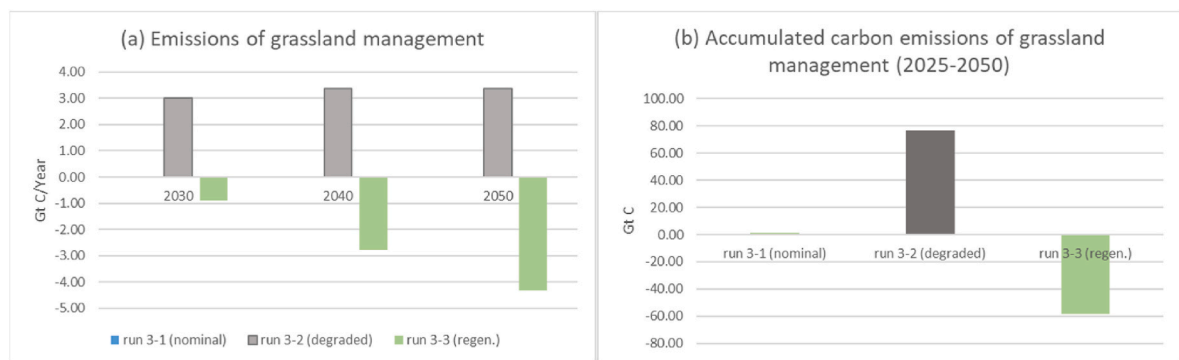 (a) Emissions of grassland management
4.00
3.00
2.00
1.00
0.00
-1.00
-2.00
-3.00
-4.00
-5.00
Gt C/Year
2030 2040 2050
run 3-1 (nominal) run 3-2 (degraded) run 3-3 (regen.)
(b) Accumulated carbon emissions of grassland
management (2025-2050)
100.00
80.00
60.00
40.00
20.00
0.00
-20.00
-40.00
-60.00
-80.00
Gt C
run 3-1 (nominal) run 3-2 (degraded) run 3-3 (regen.)